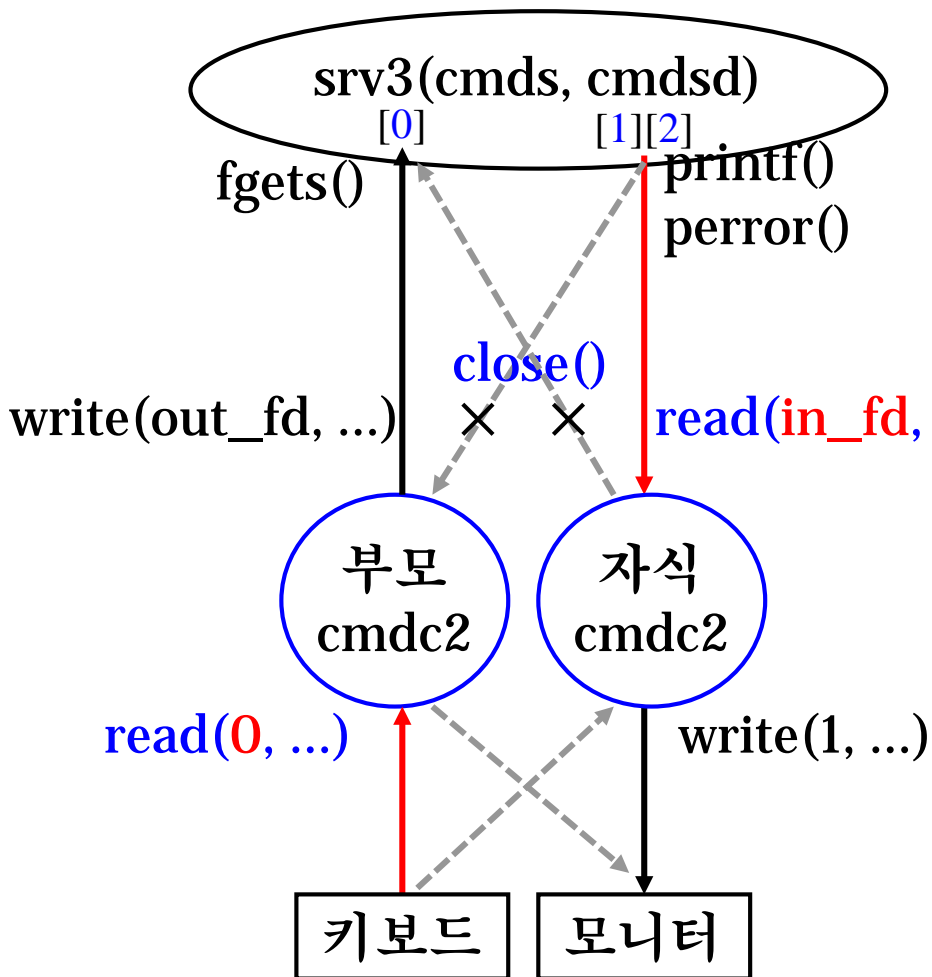 srv3(cmds, cmdsd)
[0]
[1][2]
fgets()
printf()
perror()
close()
write(out_fd, ...)
read(in_fd,
부모
cmdc2
자식
cmdc2
read(0, ...)
write(1, ...)
키보드
모니터